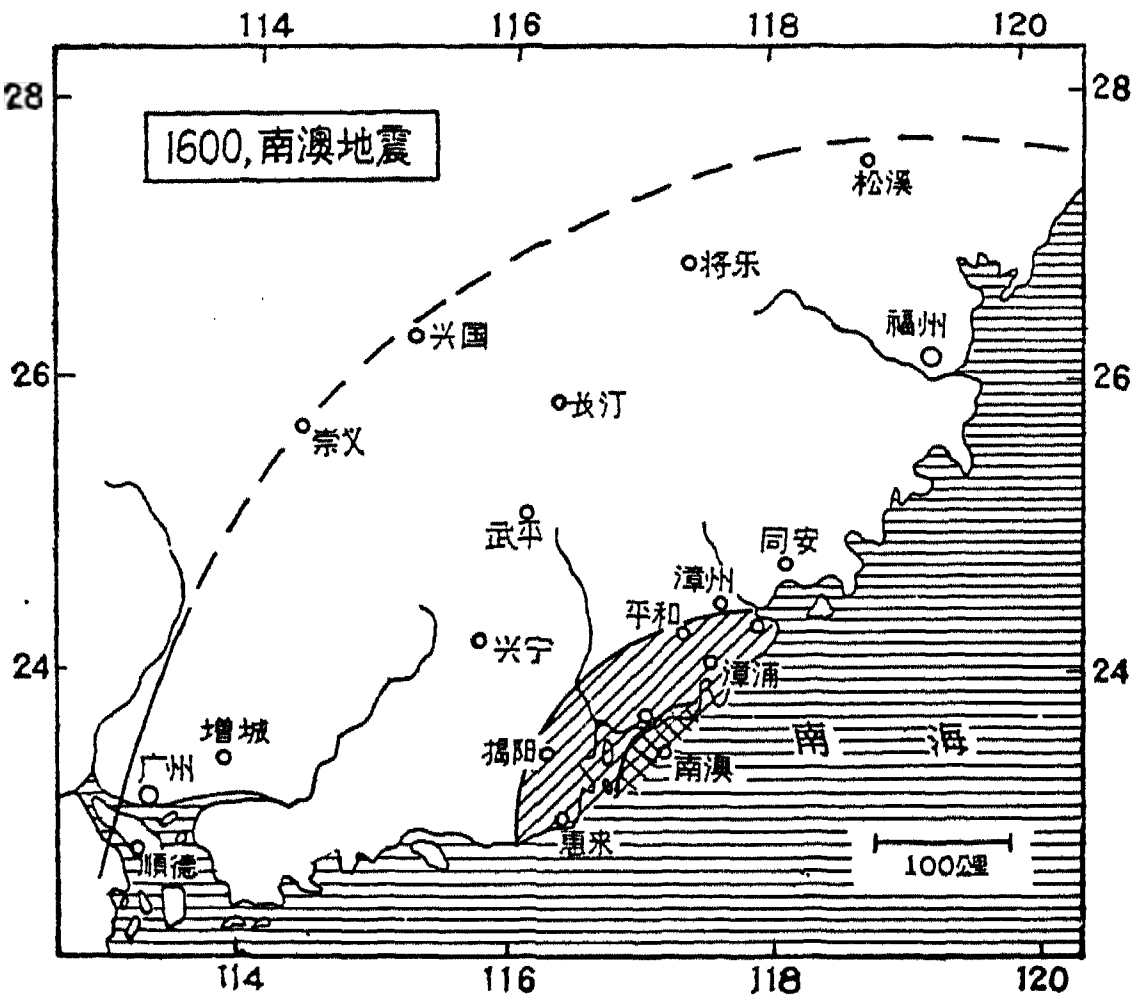 114 116 118 120
28 28
1600,南澳地震
松溪
将乐
福州
兴国
26 26
长汀
崇义
武平
同安
漳州
平和
兴宁
24 漳浦 24
增城
南海
揭阳
南澳
广州
惠来
顺德
100公里
114 116 118 120